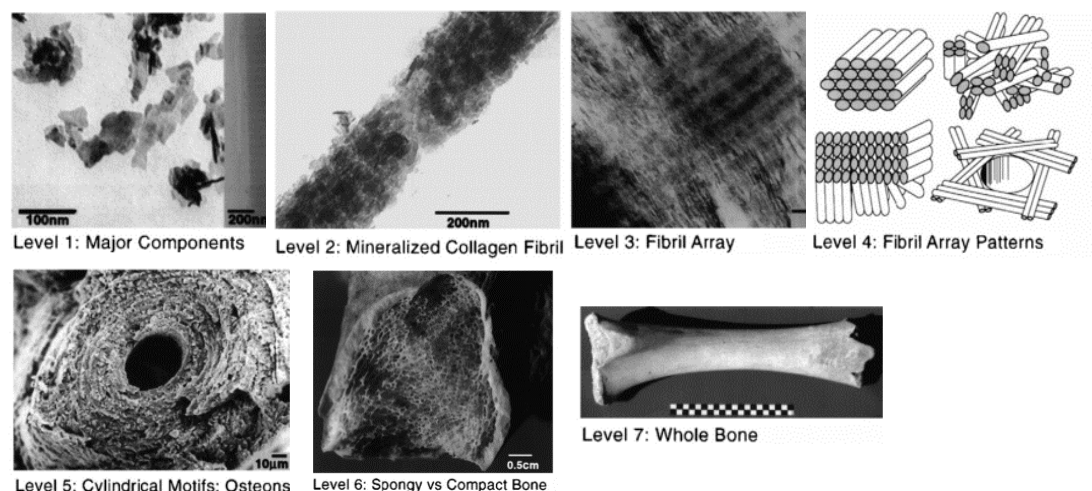 100nm
200nm
Level 1: Major Components
200nm
Level 2: Mineralized Collagen Fibril
Level 3: Fibril Array
Level 4: Fibril Array Patterns
10μm
Level 5: Cylindrical Motifs: Osteons
0.5cm
Level 6: Spongy vs Compact Bone
Level 7: Whole Bone